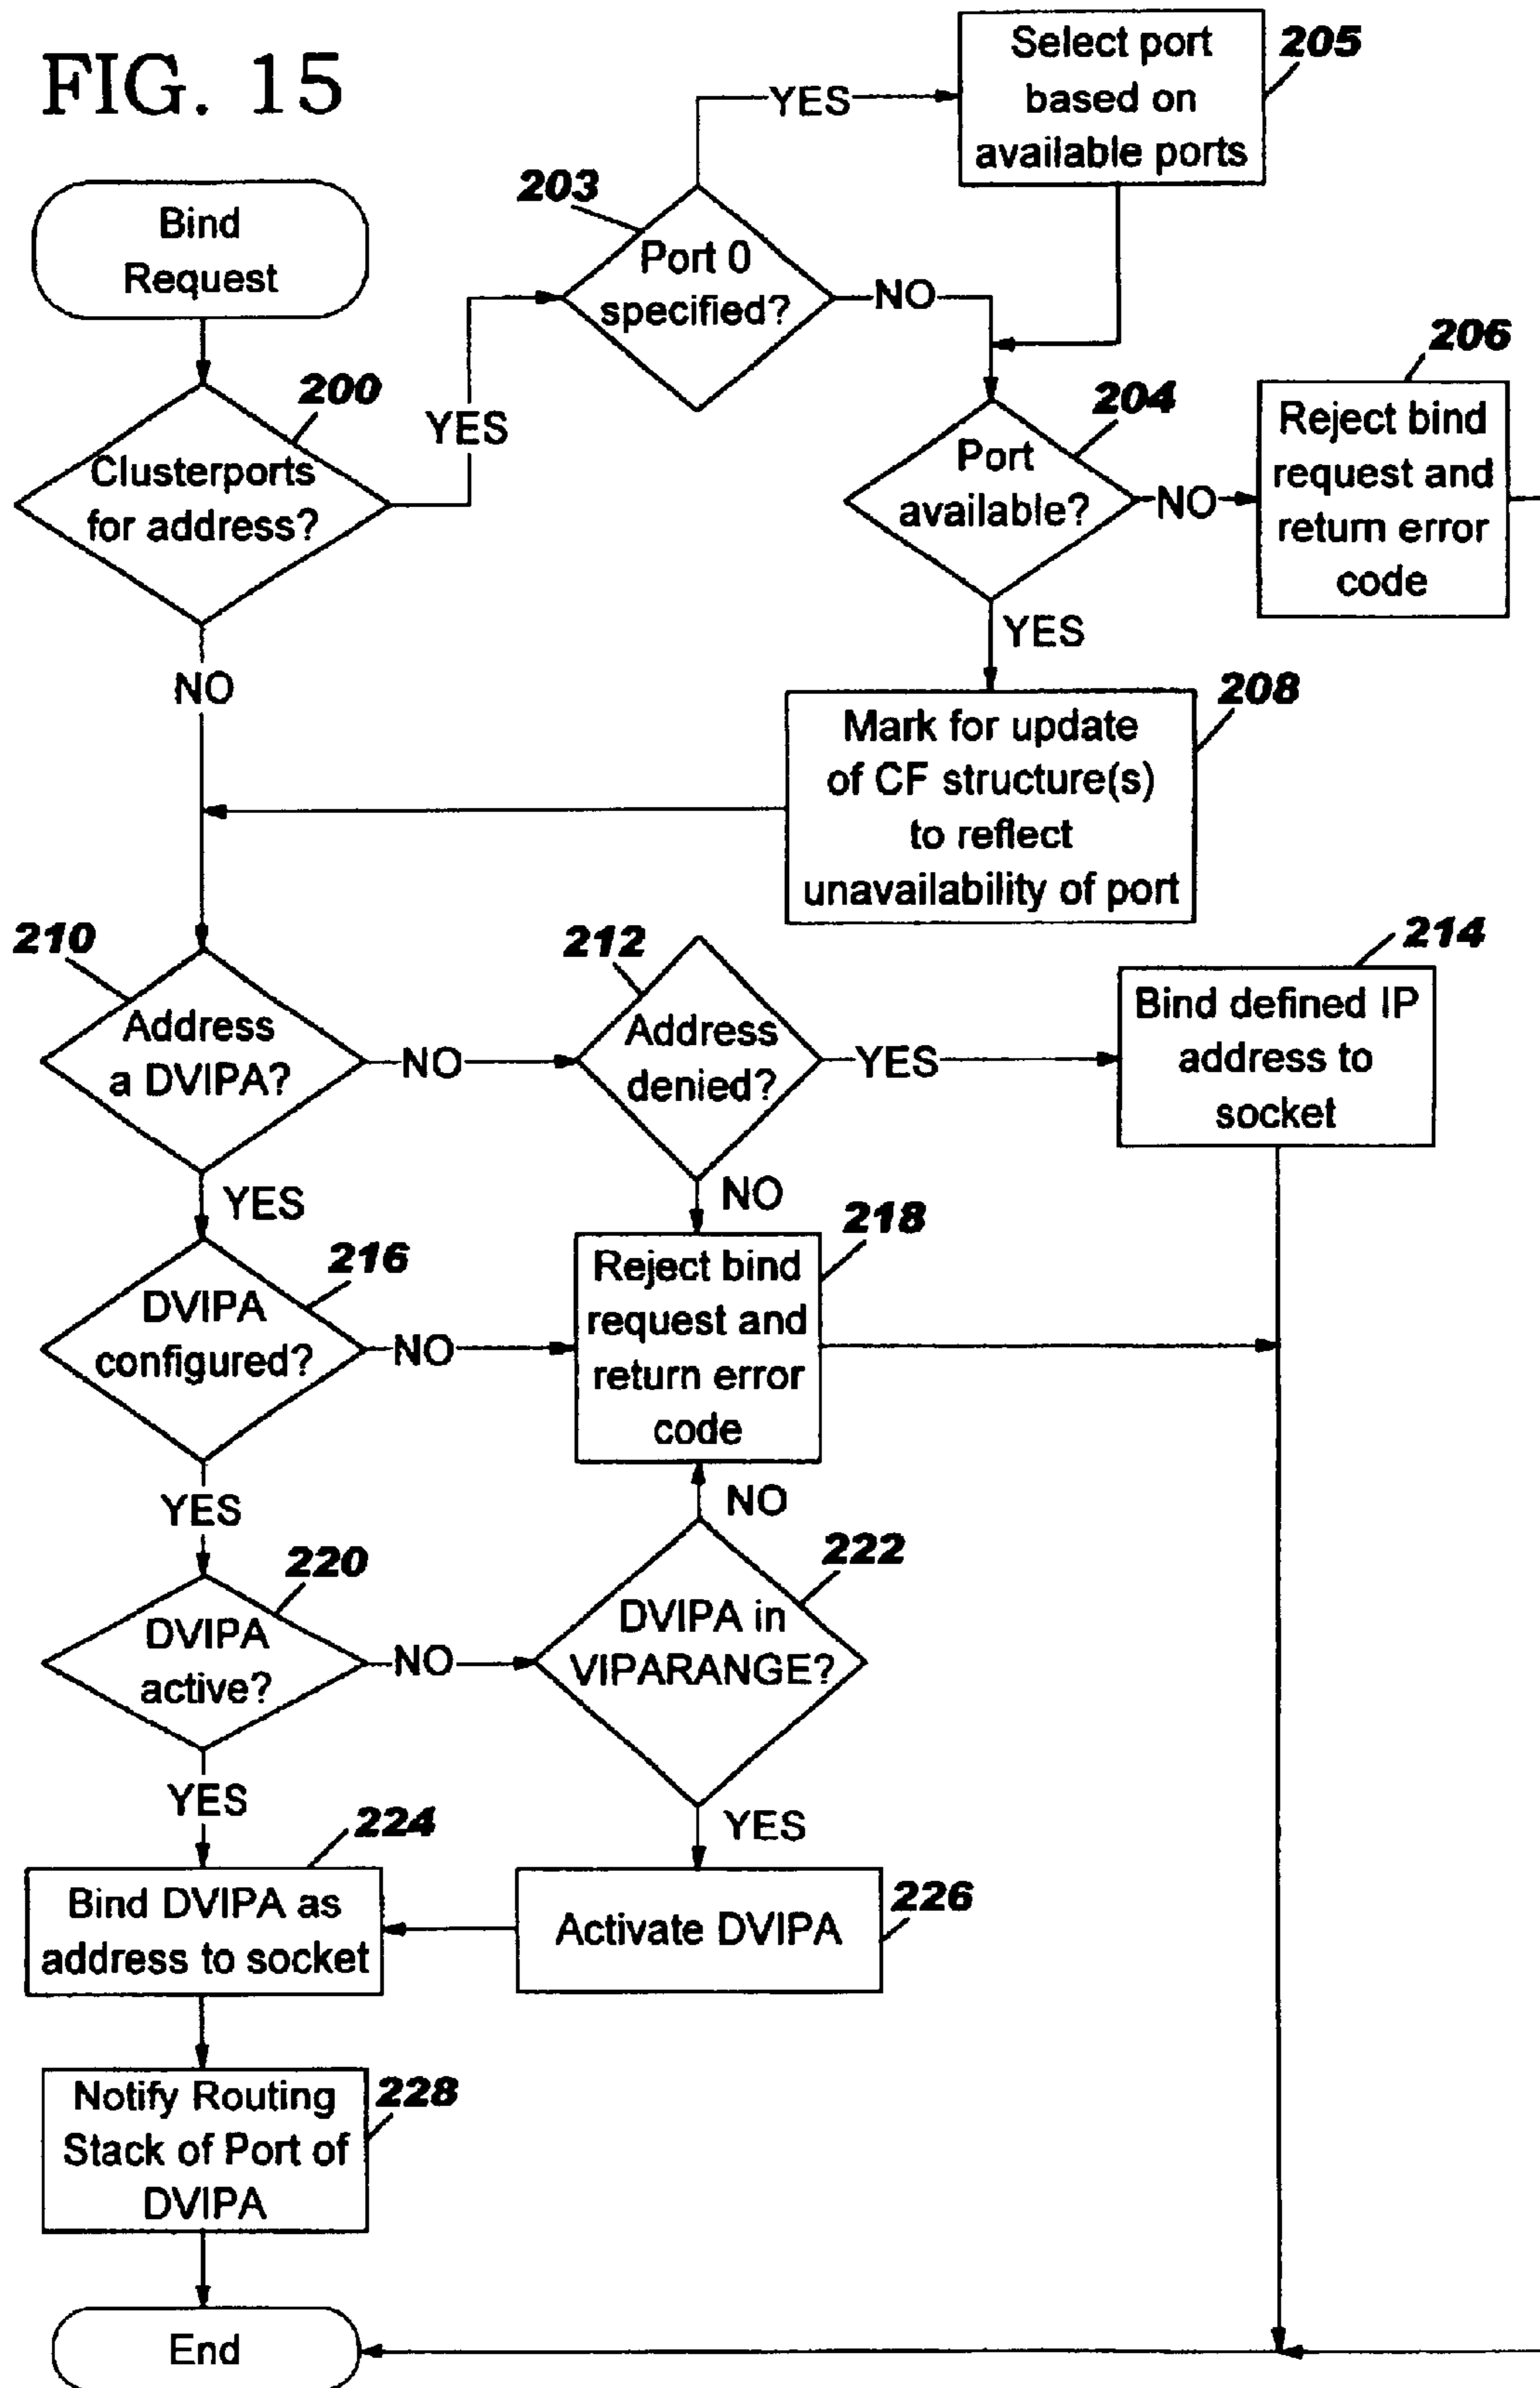 FIG. 15
Select port
based on
available ports
205
YES
203
Port 0
specified?
NO
Bind
Request
200
Clusterports
for address?
YES
NO
206
Reject bind
request and
return error
code
204
Port
available?
NO
YES
208
Mark for update
of CF structure(s)
to reflect
unavailability of port
210
Address
a DVIPA?
NO
YES
212
Address
denied?
YES
NO
214
Bind defined IP
address to
socket
216
DVIPA
configured?
NO
YES
218
Reject bind
request and
return error
code
220
DVIPA
active?
NO
YES
NO
222
DVIPA in
VIPARANGE?
YES
224
Bind DVIPA as
address to socket
226
Activate DVIPA
228
Notify Routing
Stack of Port of
DVIPA
End